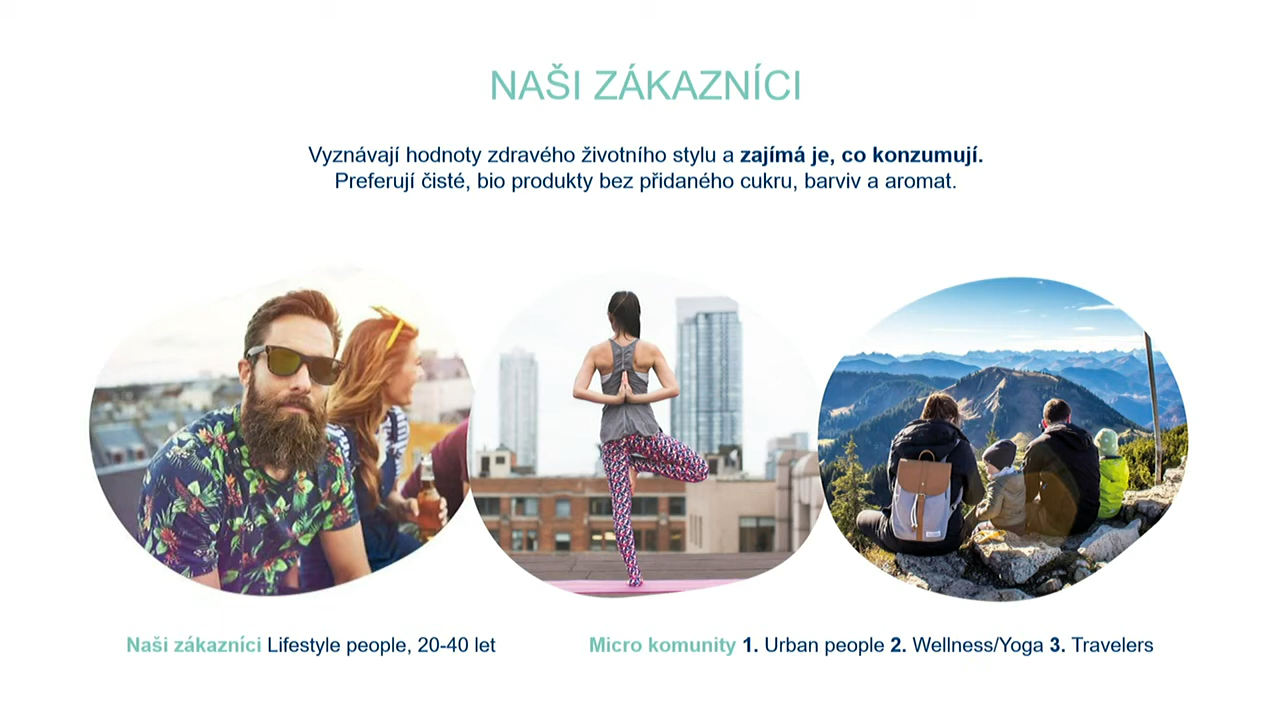 NAŠI ZÁKAZNÍCI
Vyznávají hodnoty zdravého životního stylu a zajímá je, co konzumují.
Preferují čisté, bio produkty bez přidaného cukru, barviv a aromat.
Naši zákazníci Lifestyle people, 20-40 let
Micro komunity 1. Urban people 2. Wellness/Yoga 3. Travelers